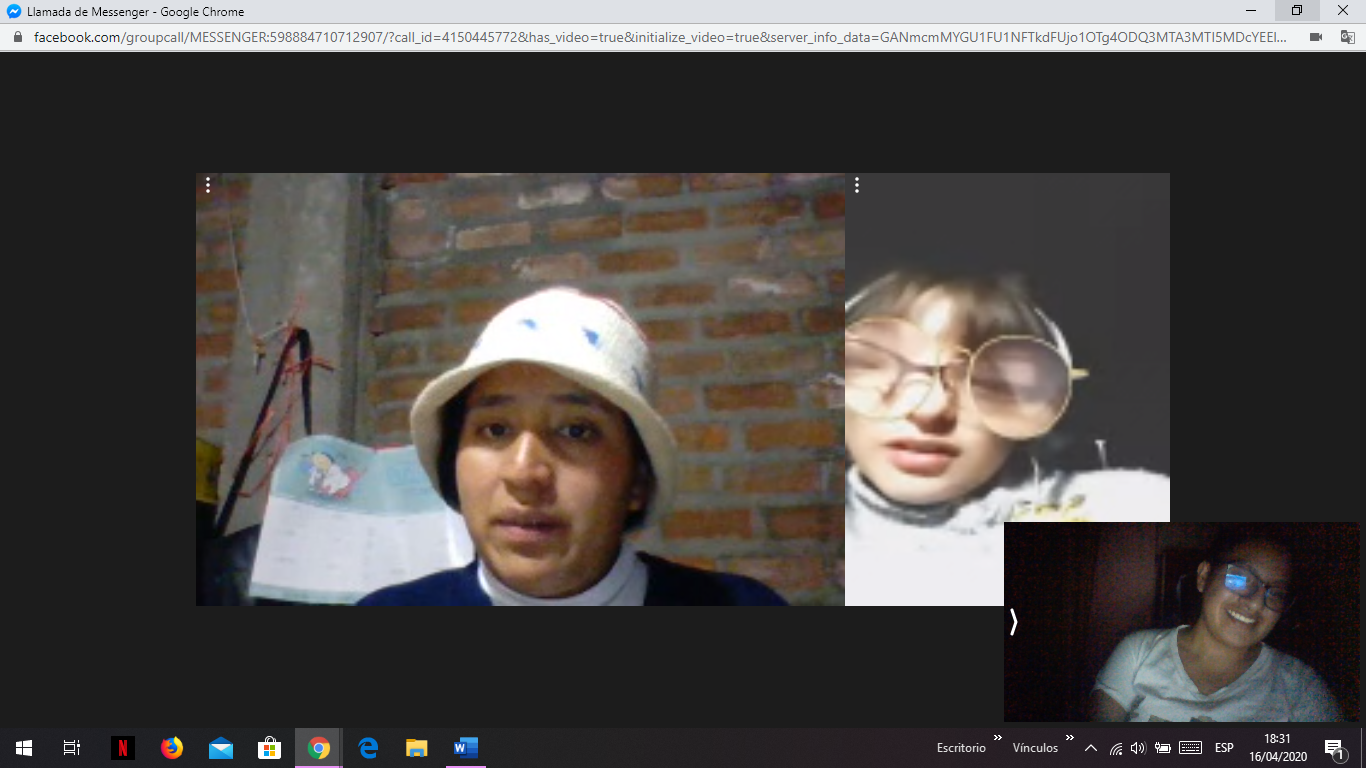 Llamada de Messenger - Google Chrome
facebook.com/groupcall/MESSENGER:598884710712907/?call_id=4150445772&has_video=true&initialize_video=true&server_info_data=GANmcmMYGU1FU1NFTkdFUjo1OTg4ODQ3MTA3MTI5MDcYEEl...
Escritorio » Vínculos » ESP
18:31
16/04/2020
1